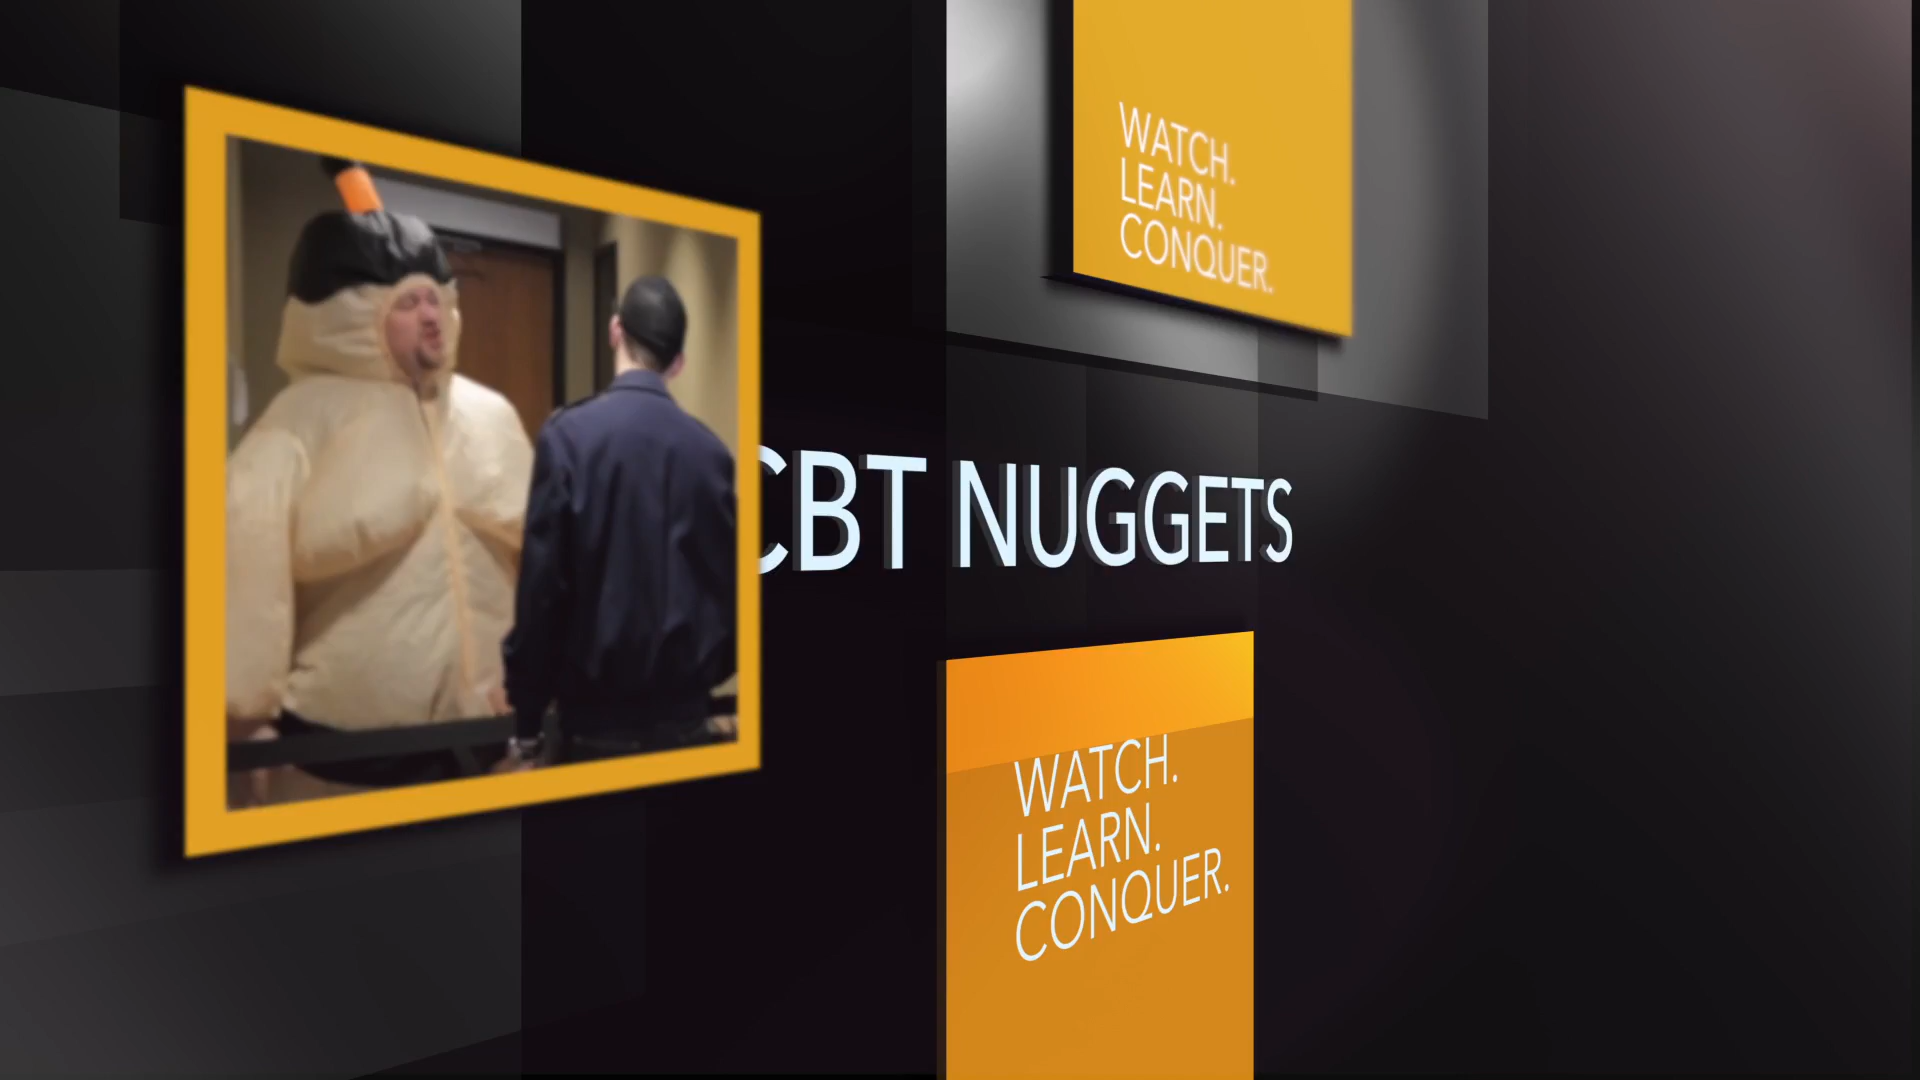 WATCH.
LEARN.
CONQUER.
CBT NUGGETS
WATCH.
LEARN.
CONQUER.